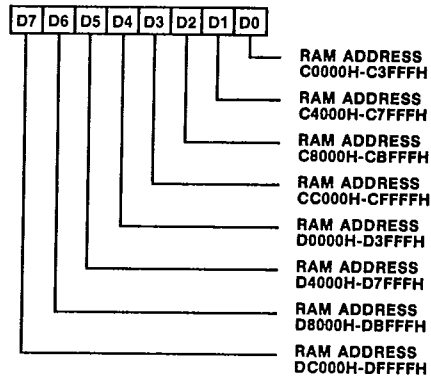 D7 D6 D5 D4 D3 D2 D1 D0
RAM ADDRESS
C0000H-C3FFFH
RAM ADDRESS
C4000H-C7FFFH
RAM ADDRESS
C8000H-CBFFFH
RAM ADDRESS
CC000H-CFFFFH
RAM ADDRESS
D0000H-D3FFFH
RAM ADDRESS
D4000H-D7FFFH
RAM ADDRESS
D8000H-DBFFFH
RAM ADDRESS
DC000H-DFFFFH